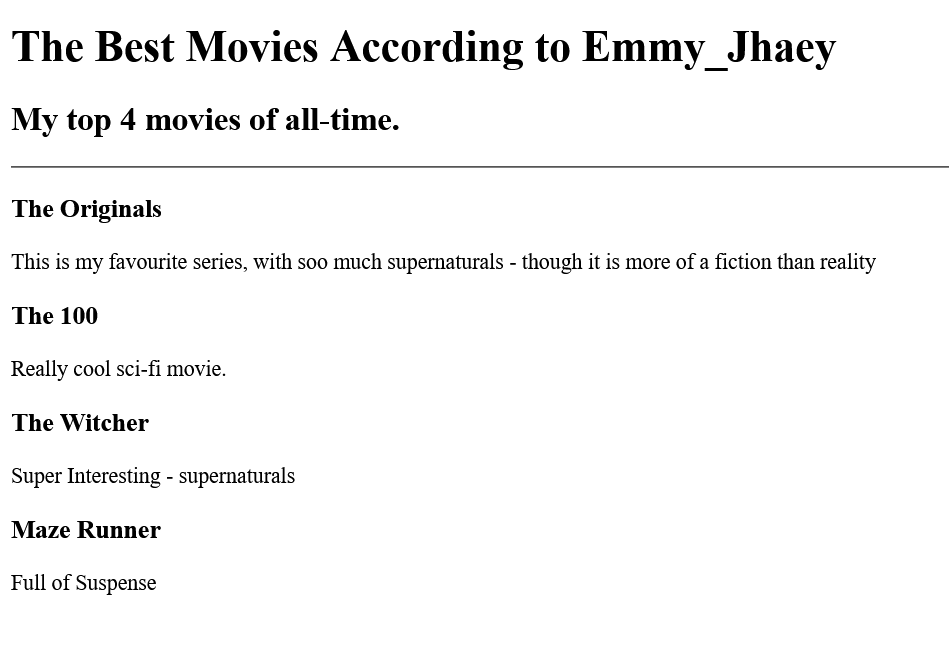 The Best Movies According to Emmy_Jhaey
My top 4 movies of all-time.
The Originals
This is my favourite series, with soo much supernaturals - though it is more of a fiction than reality
The 100
Really cool sci-fi movie.
The Witcher
Super Interesting - supernaturals
Maze Runner
Full of Suspense